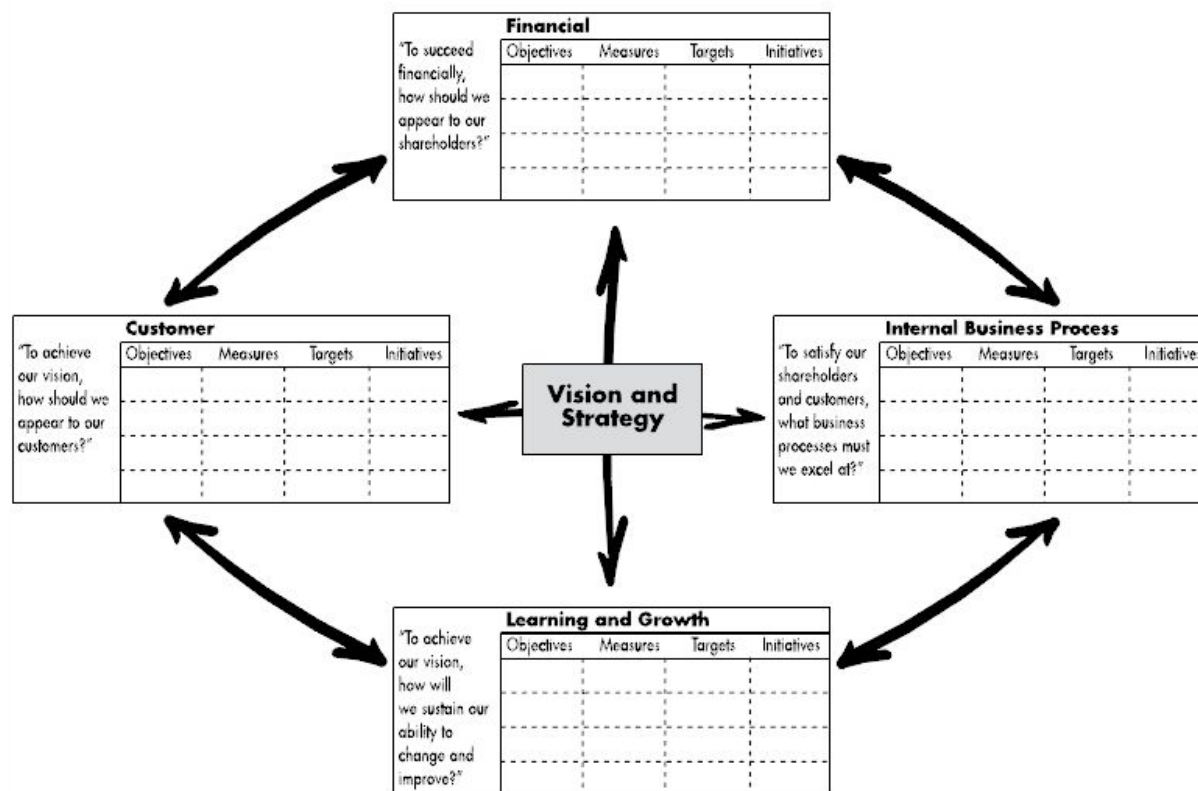 Financial
Objectives Measures Targets Initiatives
“To succeed
financially,
how should we
appear to our
shareholders?”
Customer
Objectives Measures Targets Initiatives
“To achieve
our vision,
how should we
appear to our
customers?”
Vision and
Strategy
Internal Business Process
Objectives Measures Targets Initiatives
“To satisfy our
shareholders
and customers,
what business
processes must
we excel at?”
Learning and Growth
Objectives Measures Targets Initiatives
“To achieve
our vision,
how will
we sustain our
ability to
change and
improve?”